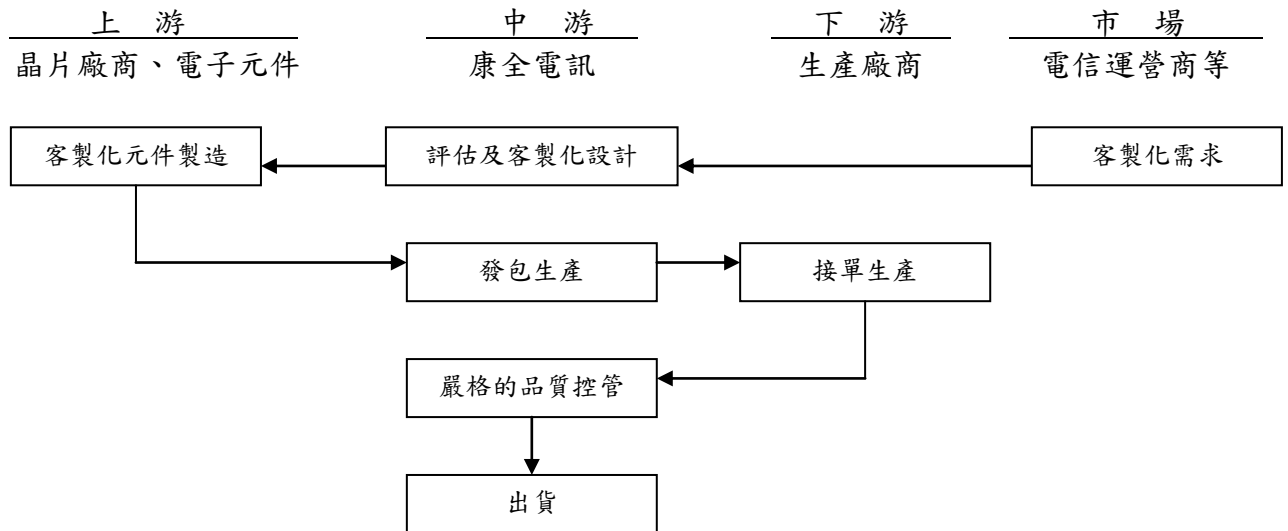 上 游 中 游 下 游 市 場
晶片廠商、電子元件 康全電訊 生產廠商 電信運營商等
客製化元件製造 評估及客製化設計 客製化需求
發包生產 接單生產
嚴格的品質控管
出貨